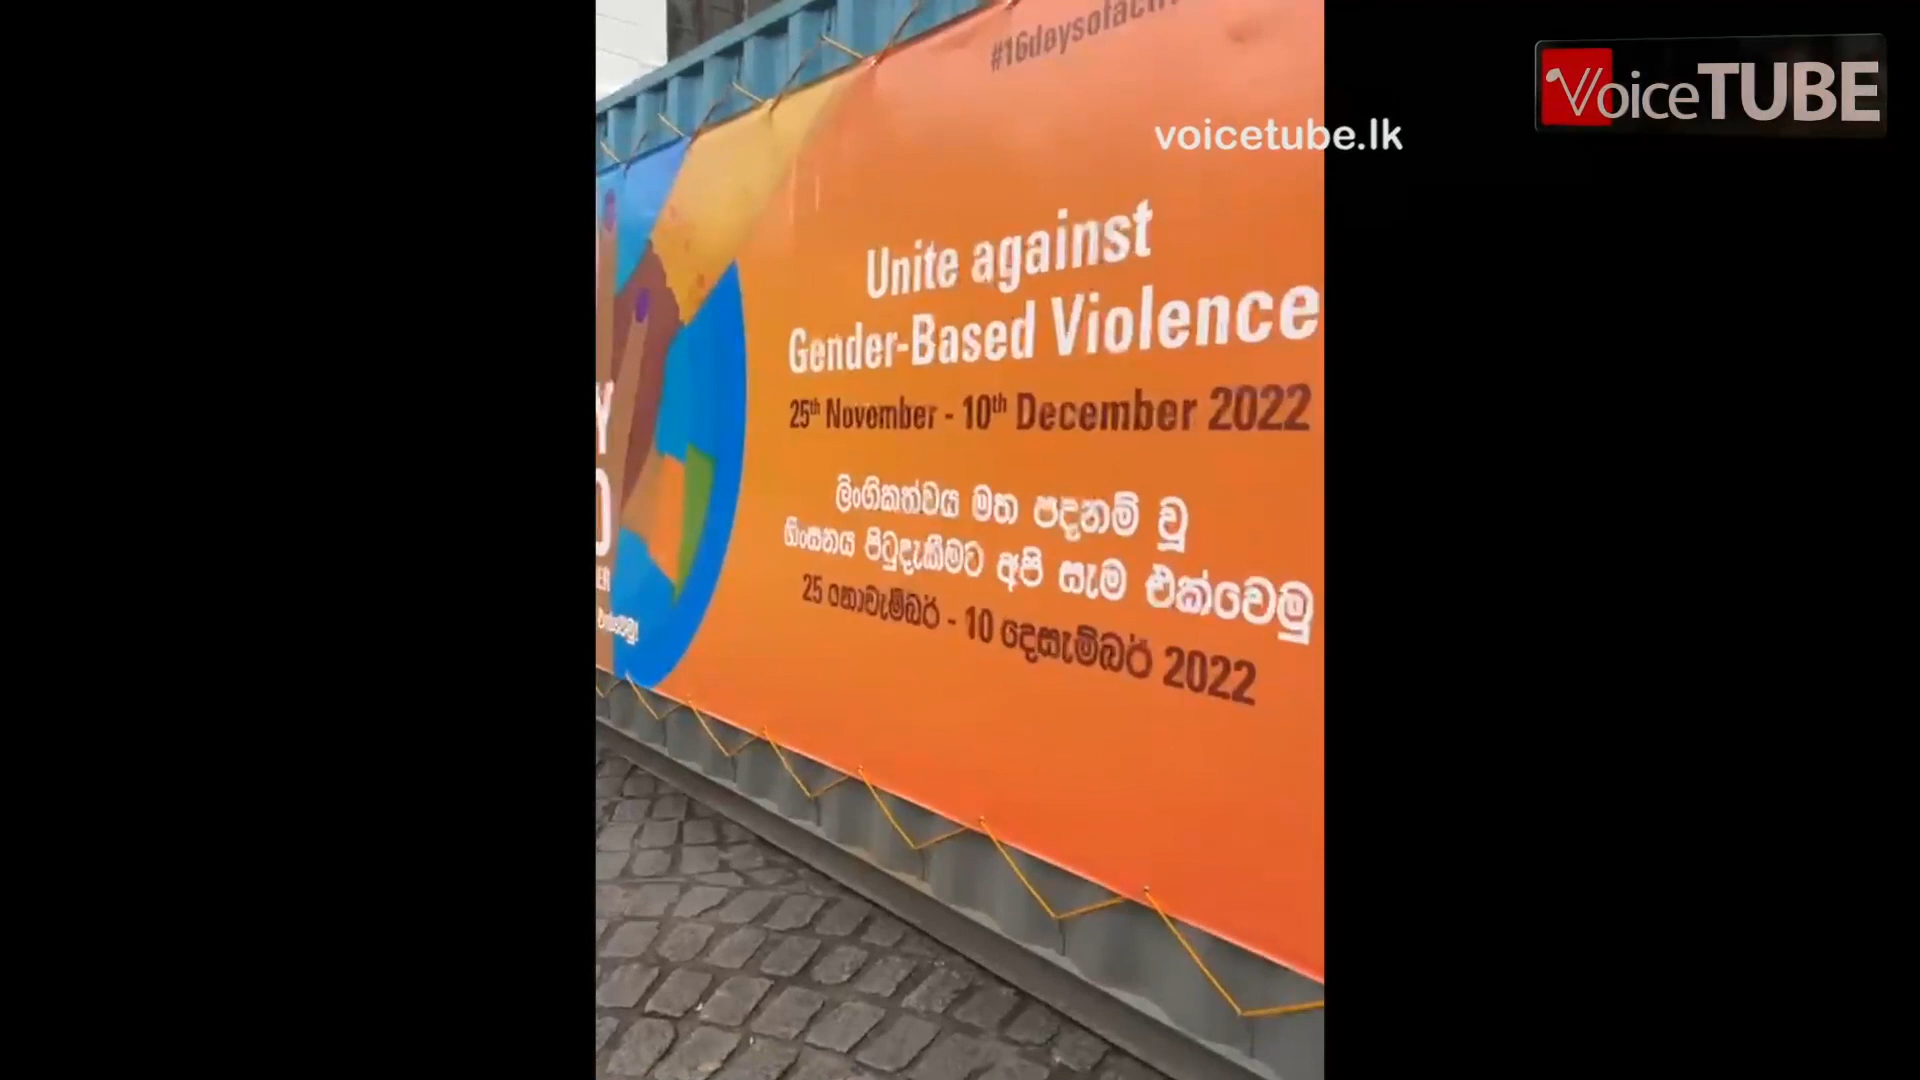 VoiceTUBE
voicetube.lk
Unite against
Gender-Based Violence
25th November - 10th December 2022
ලිංගිකත්වය මත පදනම් වූ
හිංසනය පිටුදැකීමට අපි සැම එක්වෙමු
25 නොවැම්බර් - 10 දෙසැම්බර් 2022